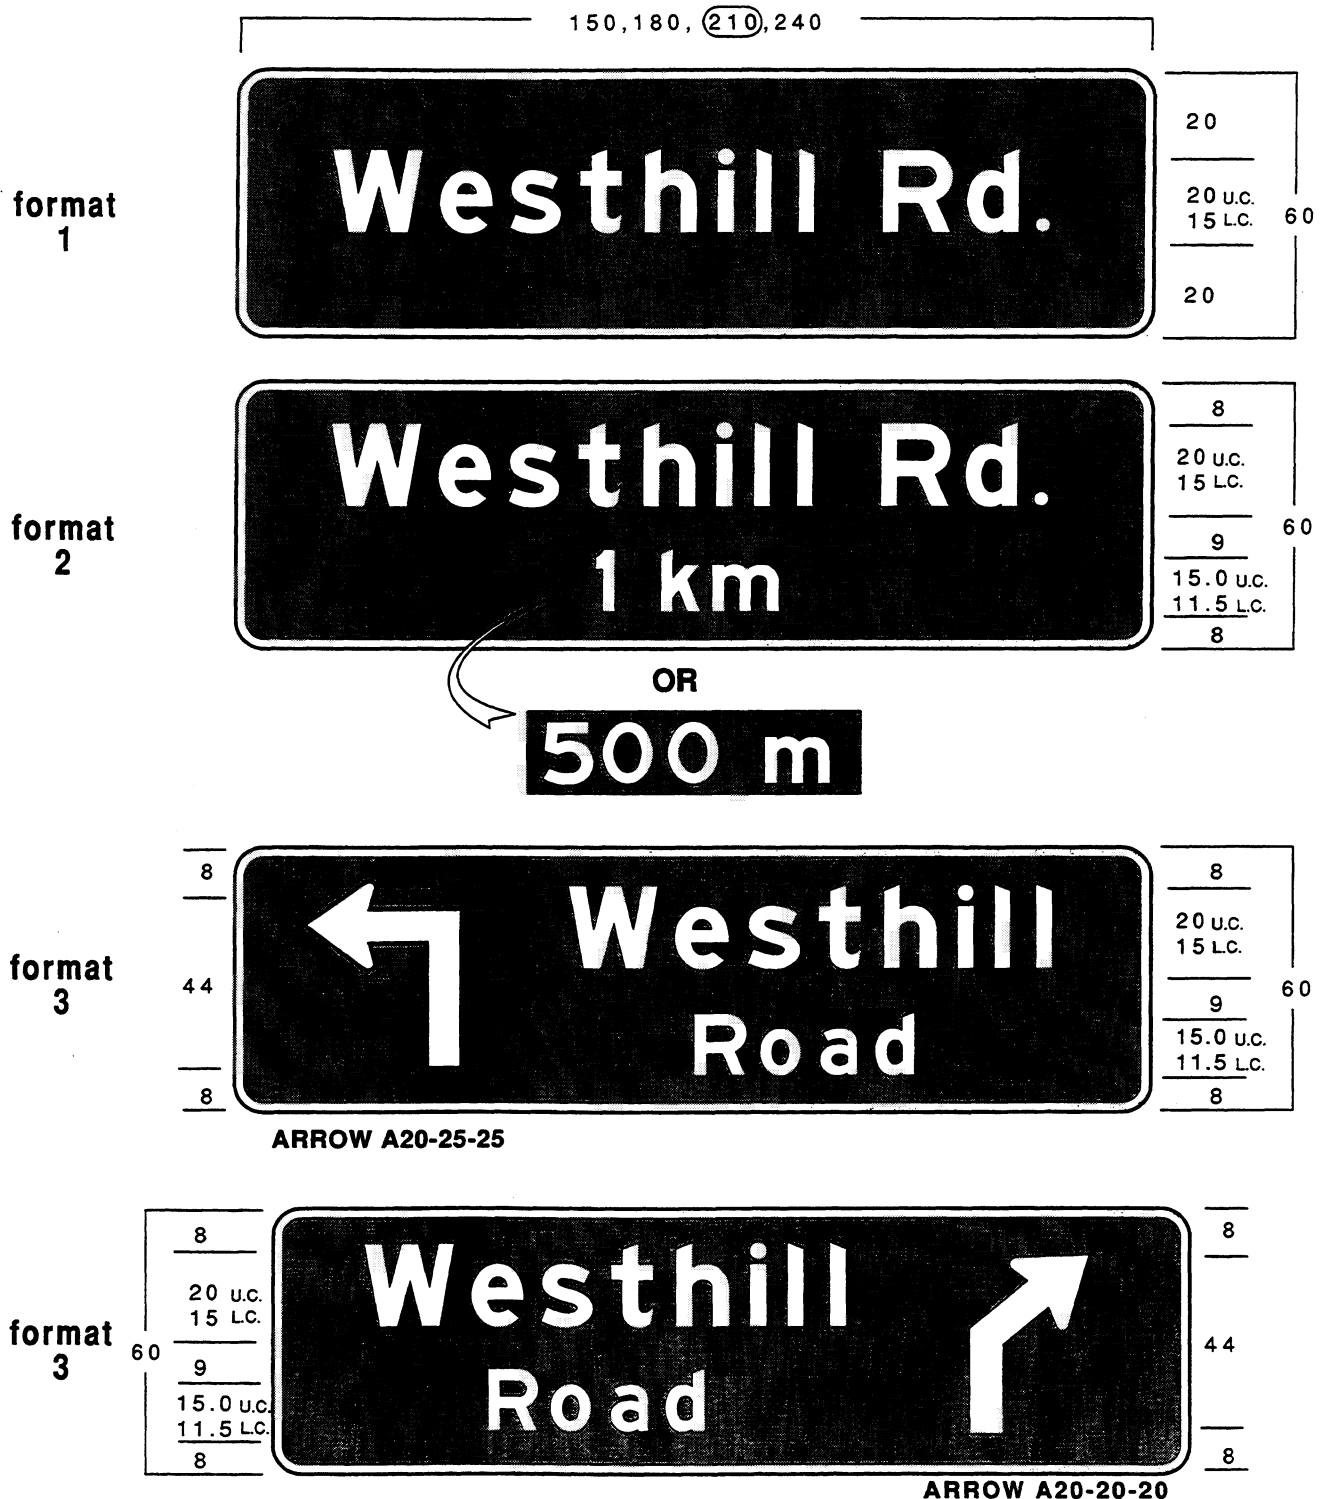 150,180, 210,240
format
1
Westhill Rd.
20
20 U.C.
15 L.C.
20
60
format
2
Westhill Rd.
1 km
8
20 U.C.
15 L.C.
9
15.0 U.C.
11.5 L.C.
8
60
OR
500 m
format
3
8
44
8
Westhill
Road
8
20 U.C.
15 L.C.
9
15.0 U.C.
11.5 L.C.
8
60
ARROW A20-25-25
format
3
60
8
20 U.C.
15 L.C.
9
15.0 U.C.
11.5 L.C.
8
Westhill
Road
8
44
8
ARROW A20-20-20